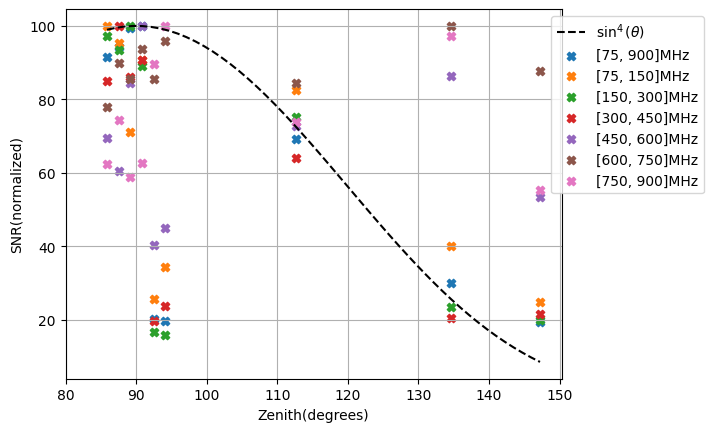 100
80
60
40
20
SNR(normalized)
80 90 100 110 120 130 140 150
Zenith(degrees)
sin⁴(θ)
[75, 900]MHz
[75, 150]MHz
[150, 300]MHz
[300, 450]MHz
[450, 600]MHz
[600, 750]MHz
[750, 900]MHz